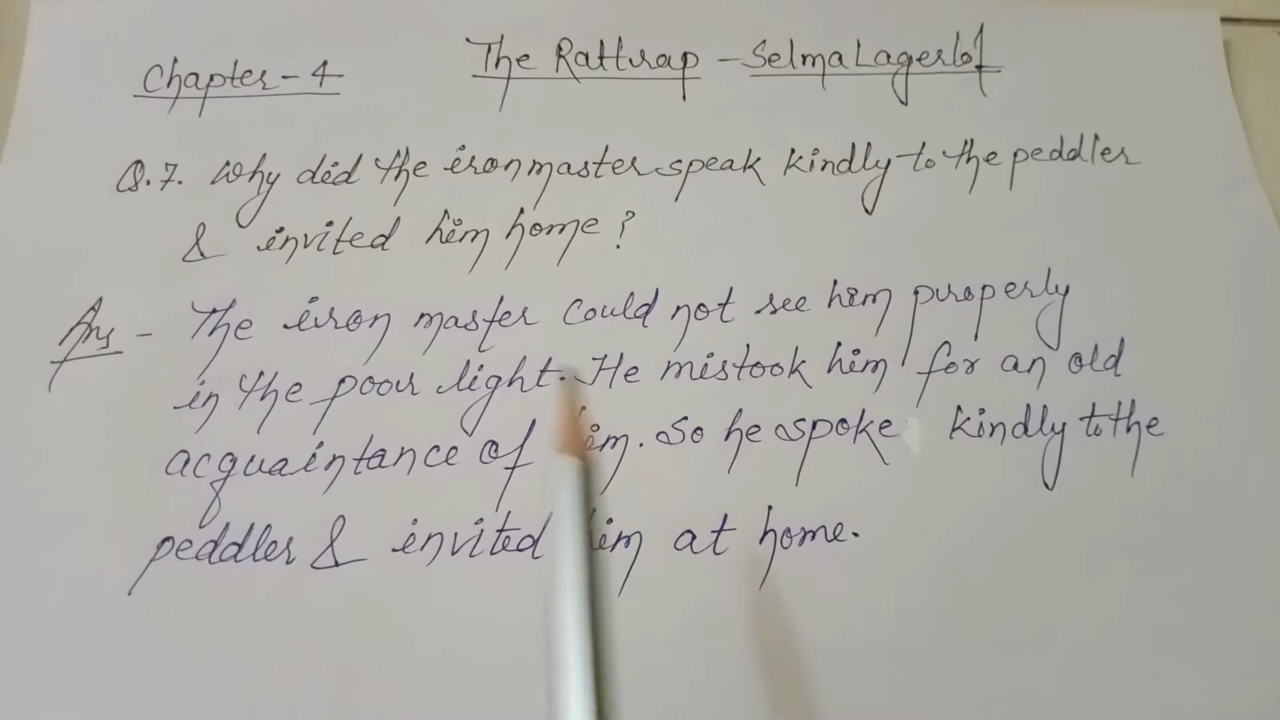 Chapter-4 The Rattrap - Selma Lagerlof
Q.7. Why did the ironmaster speak kindly to the peddler
& invited him home?
Ans - The iron master could not see him properly
in the poor light. He mistook him for an old
acquaintance of him. So he spoke kindly to the
peddler & invited him at home.